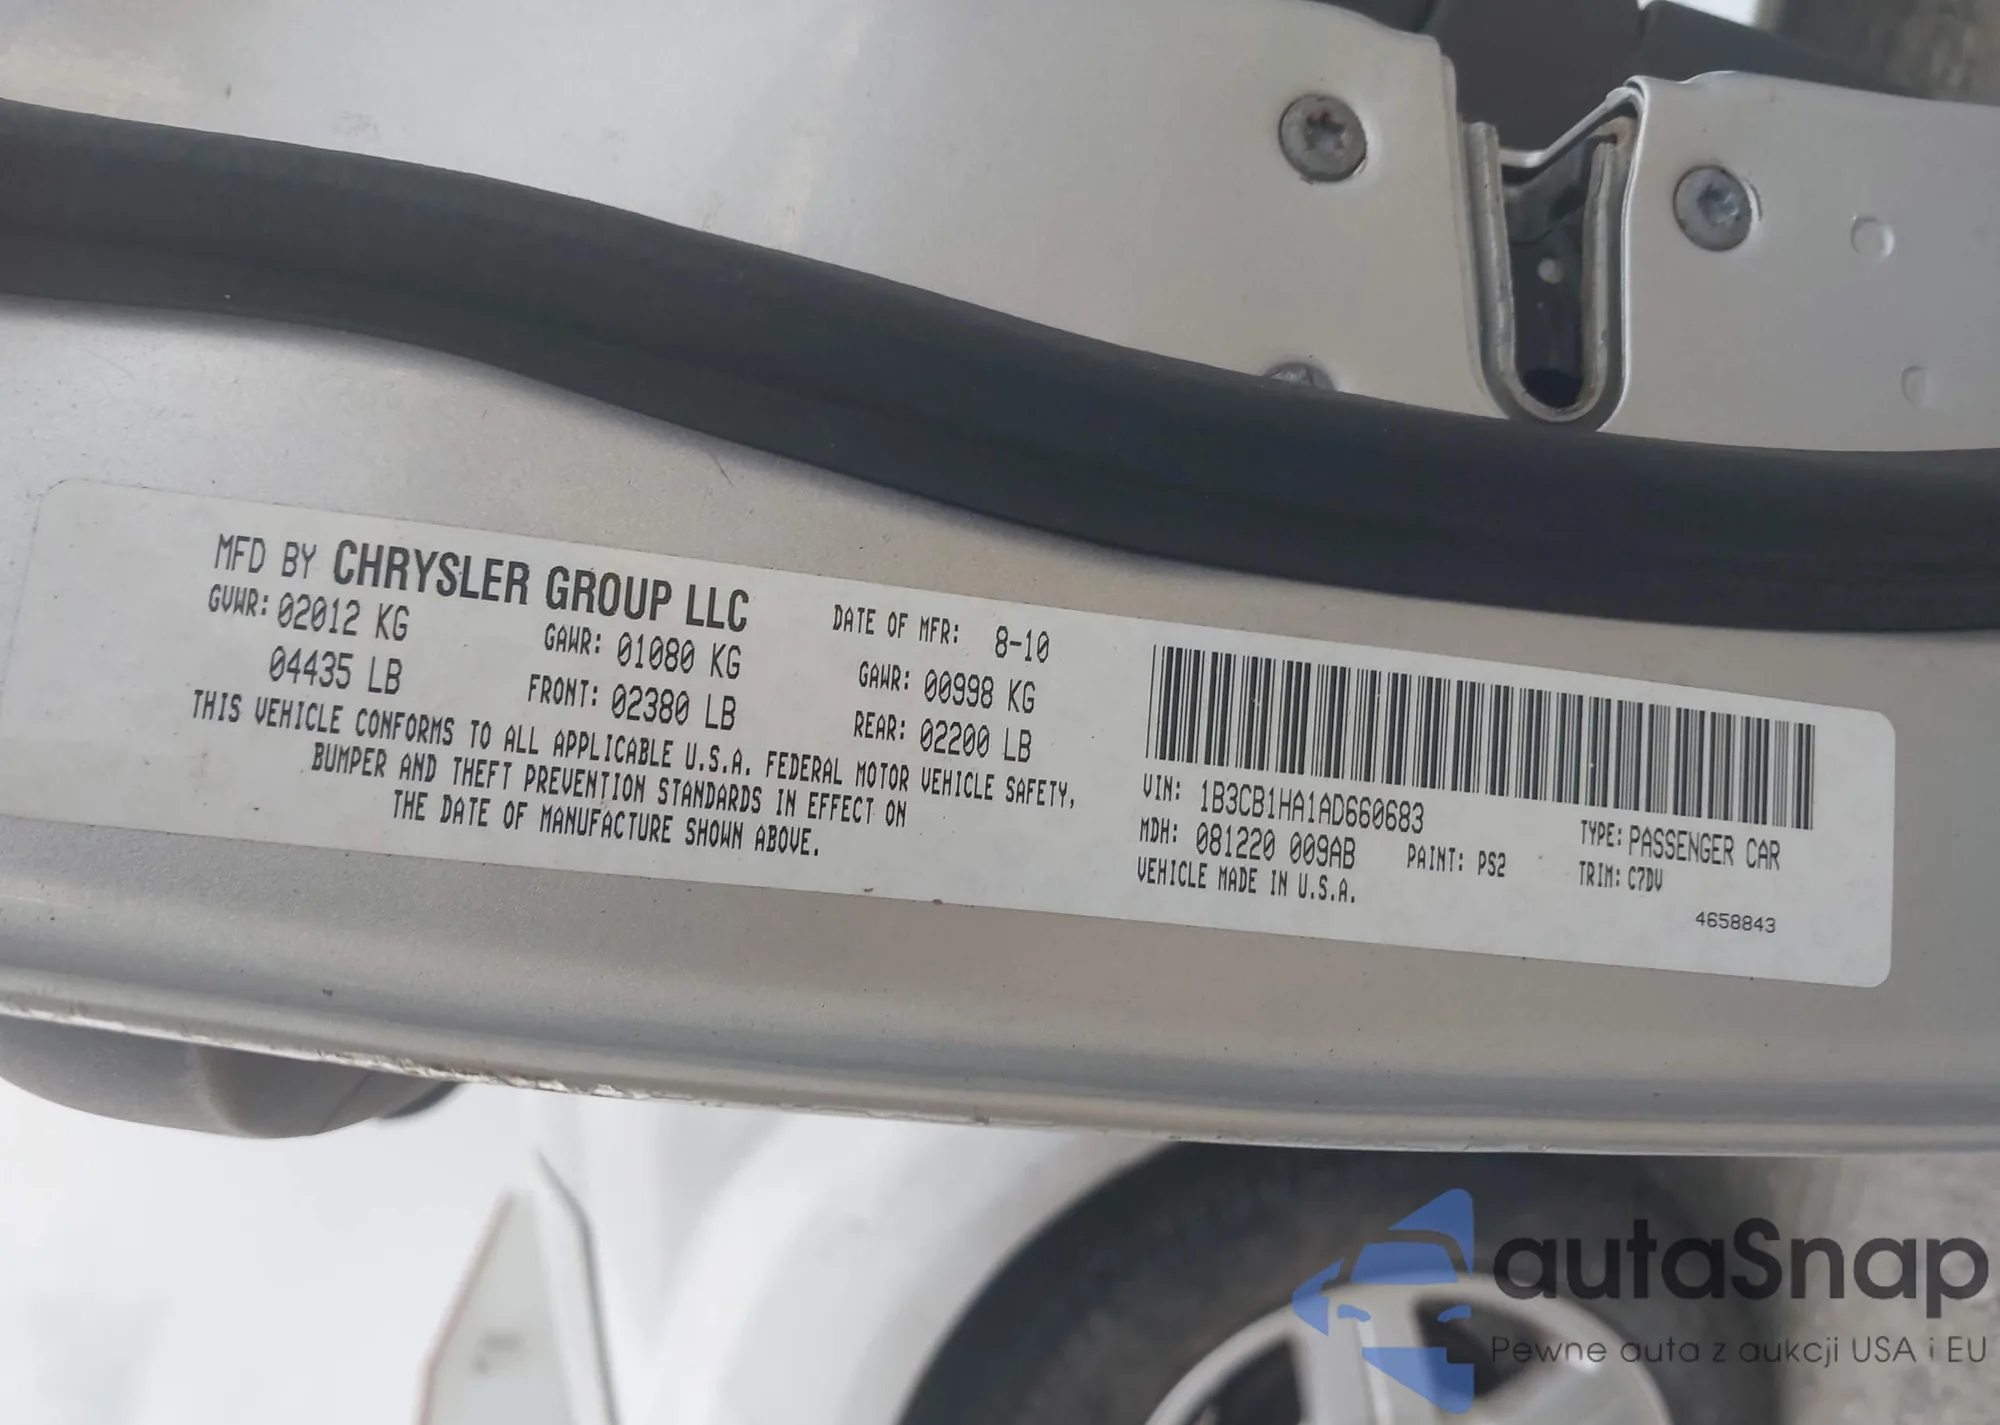 MFD BY CHRYSLER GROUP LLC DATE OF MFR: 8-10
GVWR: 02012 KG GAWR: 01080 KG GAWR: 00998 KG
04435 LB FRONT: 02380 LB REAR: 02200 LB
THIS VEHICLE CONFORMS TO ALL APPLICABLE U.S.A. FEDERAL MOTOR VEHICLE SAFETY,
BUMPER AND THEFT PREVENTION STANDARDS IN EFFECT ON
THE DATE OF MANUFACTURE SHOWN ABOVE.
VIN: 1B3CB1HA1AD660683 TYPE: PASSENGER CAR
MDH: 081220 009AB PAINT: PS2 TRIM: C7DV
VEHICLE MADE IN U.S.A.
4658843
autaSnap
Pewne auta z aukcji USA i EU